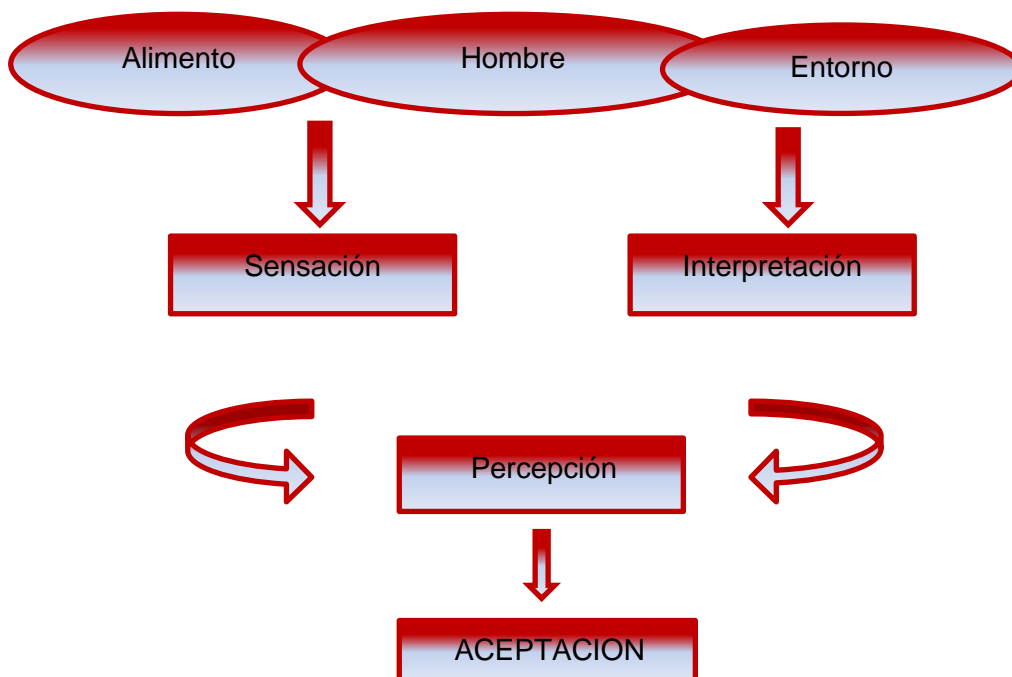 Alimento
Hombre
Entorno
Sensación
Interpretación
Percepción
ACEPTACION